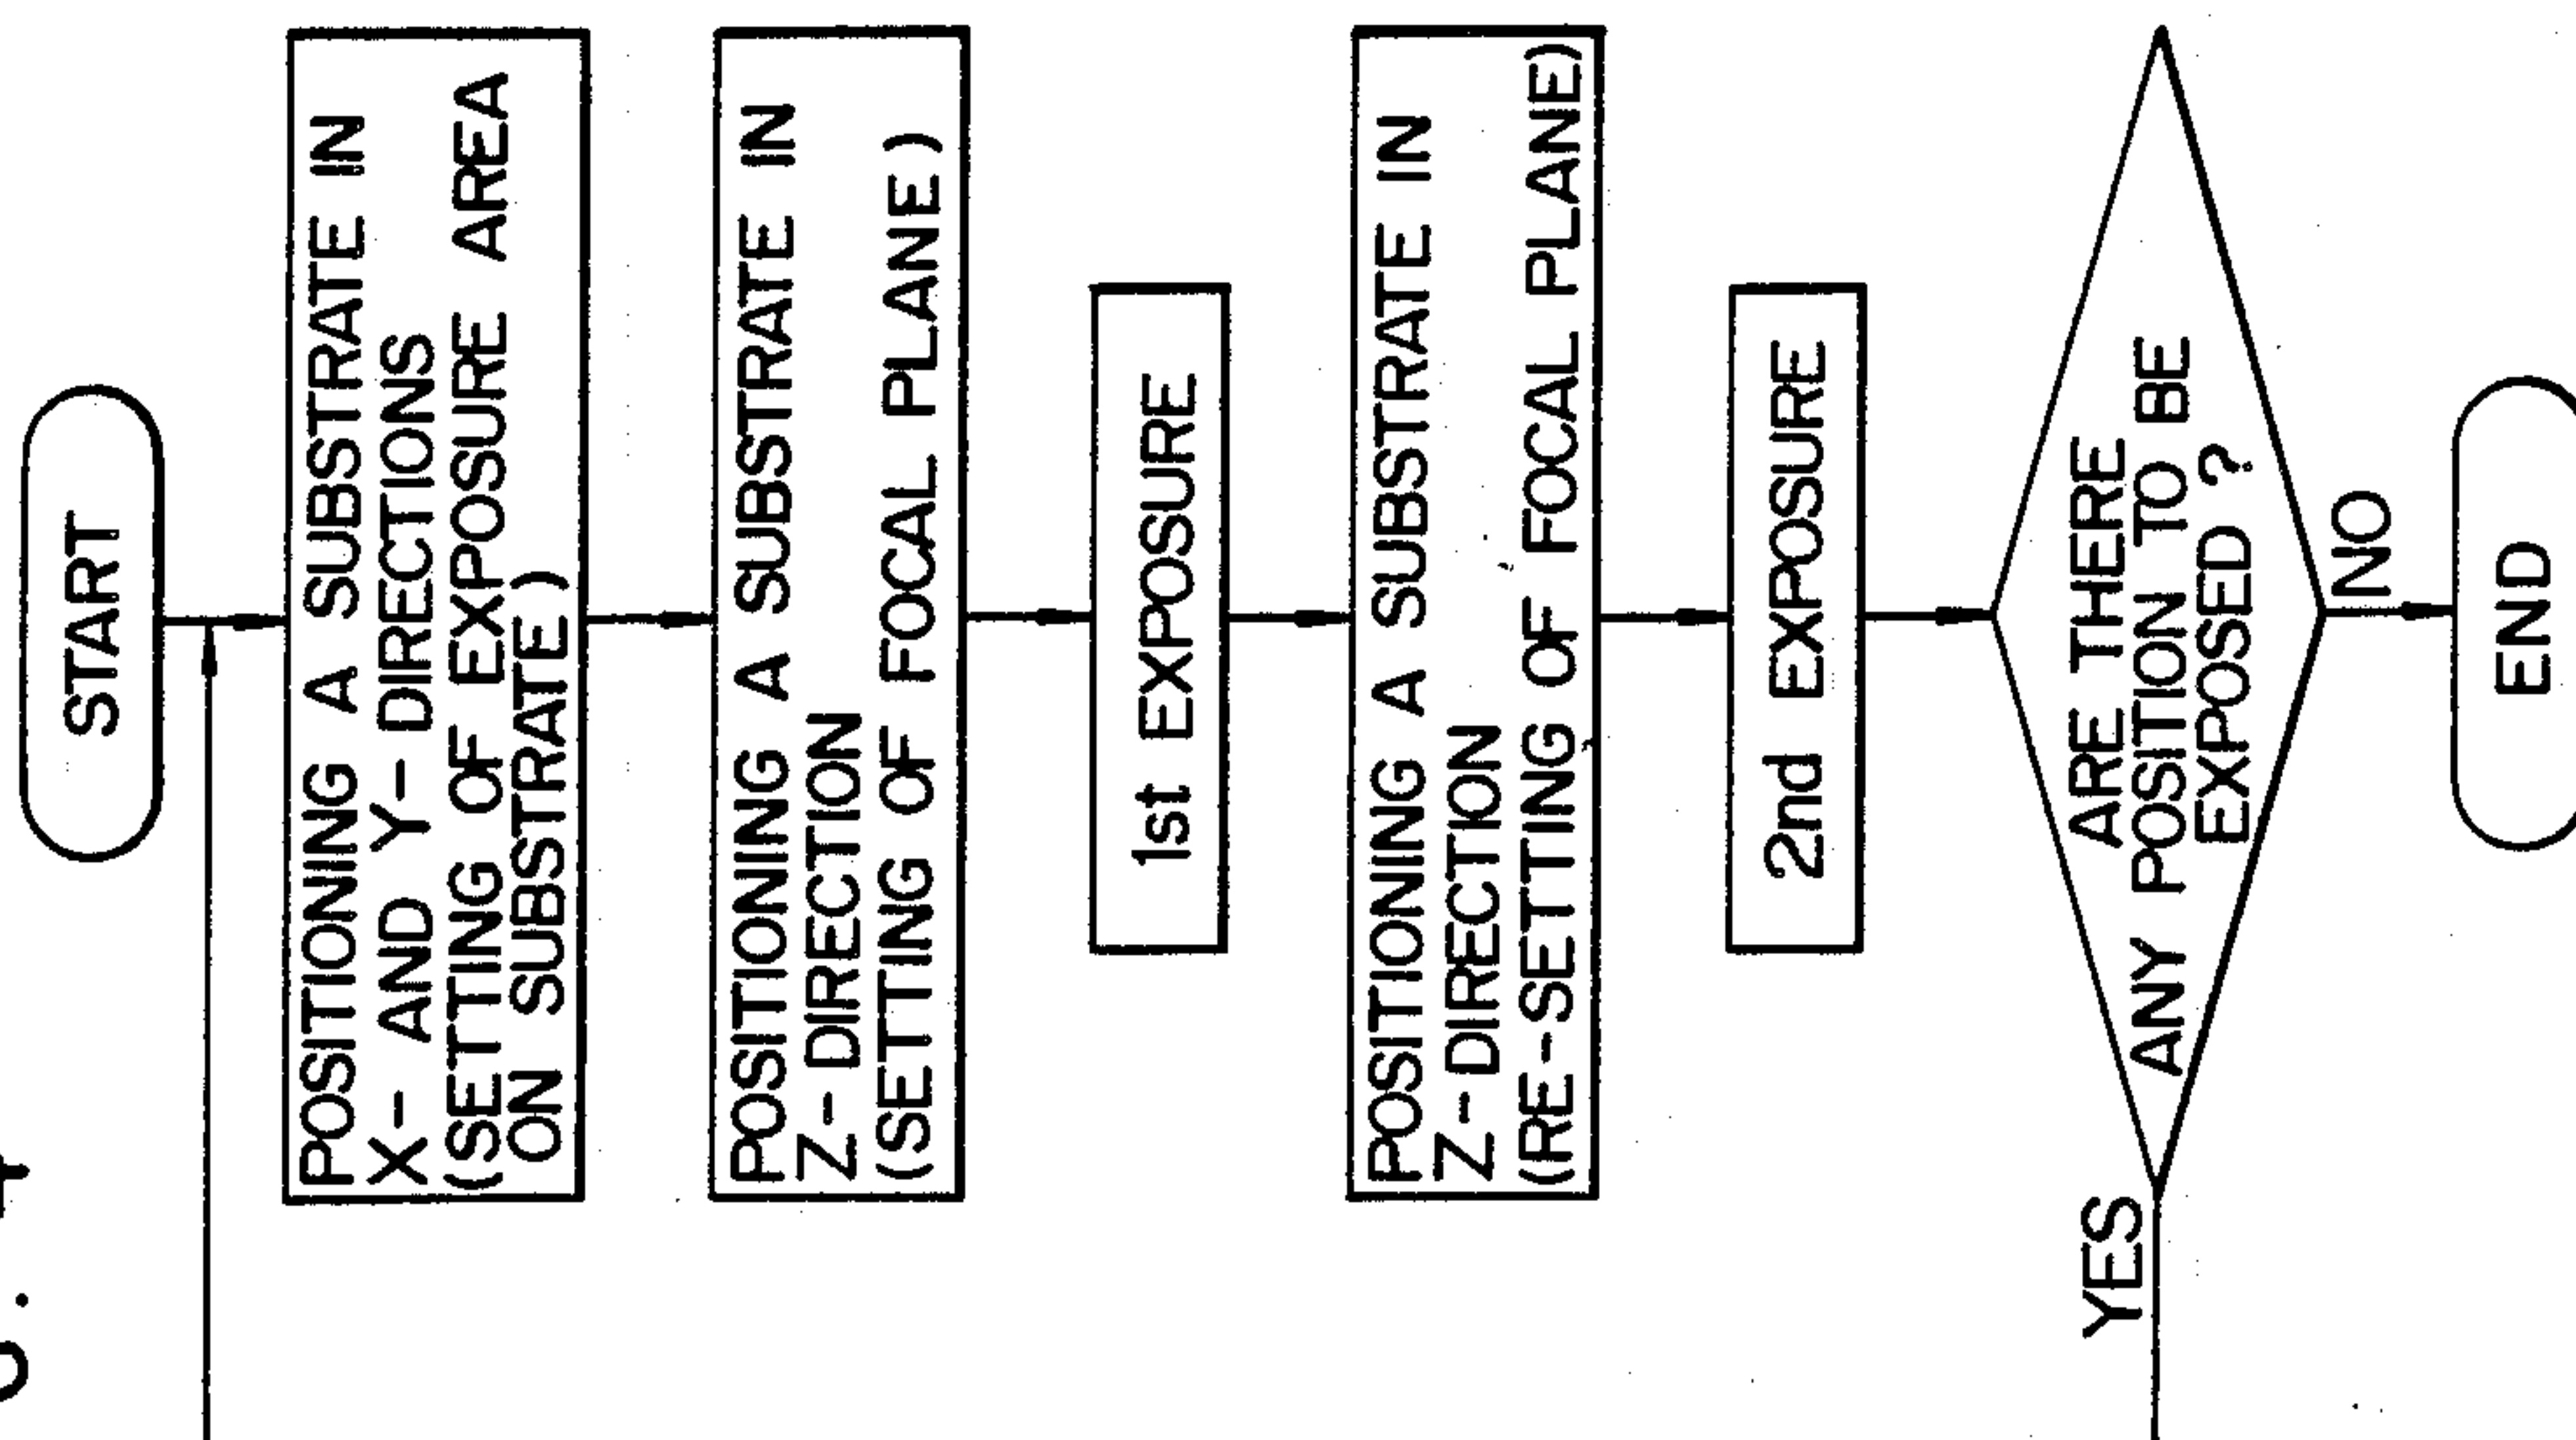 START
POSITIONING A SUBSTRATE IN
X- AND Y- DIRECTIONS
(SETTING OF EXPOSURE AREA
ON SUBSTRATE)
POSITIONING A SUBSTRATE IN
Z-DIRECTION
(SETTING OF FOCAL PLANE)
1st EXPOSURE
POSITIONING A SUBSTRATE IN
Z-DIRECTION
(RE-SETTING OF FOCAL PLANE)
2nd EXPOSURE
ARE THERE
ANY POSITION TO BE
EXPOSED ?
YES
NO
END